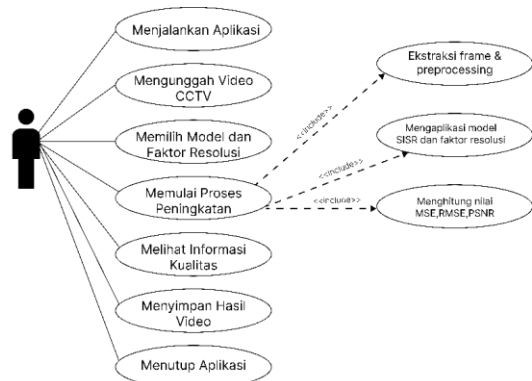 Menjalankan Aplikasi
Mengunggah Video
CCTV
Memilih Model dan
Faktor Resolusi
Memulai Proses
Peningkatan
Melihat Informasi
Kualitas
Menyimpan Hasil
Video
Menutup Aplikasi
<<include>>
<<include>>
<<include>>
Ekstraksi frame &
preprocessing
Mengaplikasi model
SISR dan faktor resolusi
Menghitung nilai
MSE,RMSE,PSNR